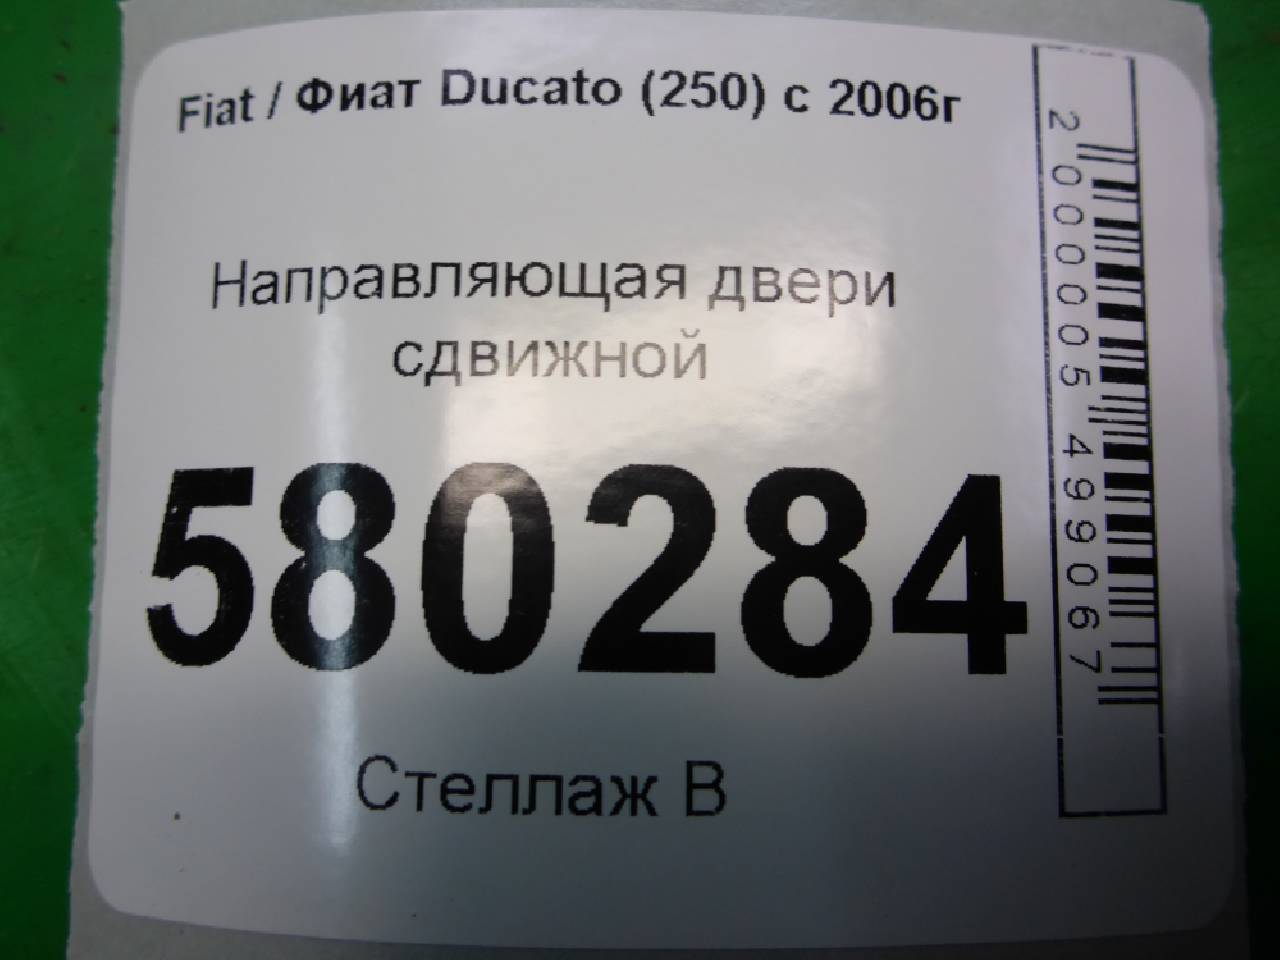 Fiat / Фиат Ducato (250) с 2006г
Направляющая двери
сдвижной
580284
Стеллаж В
2000005499067